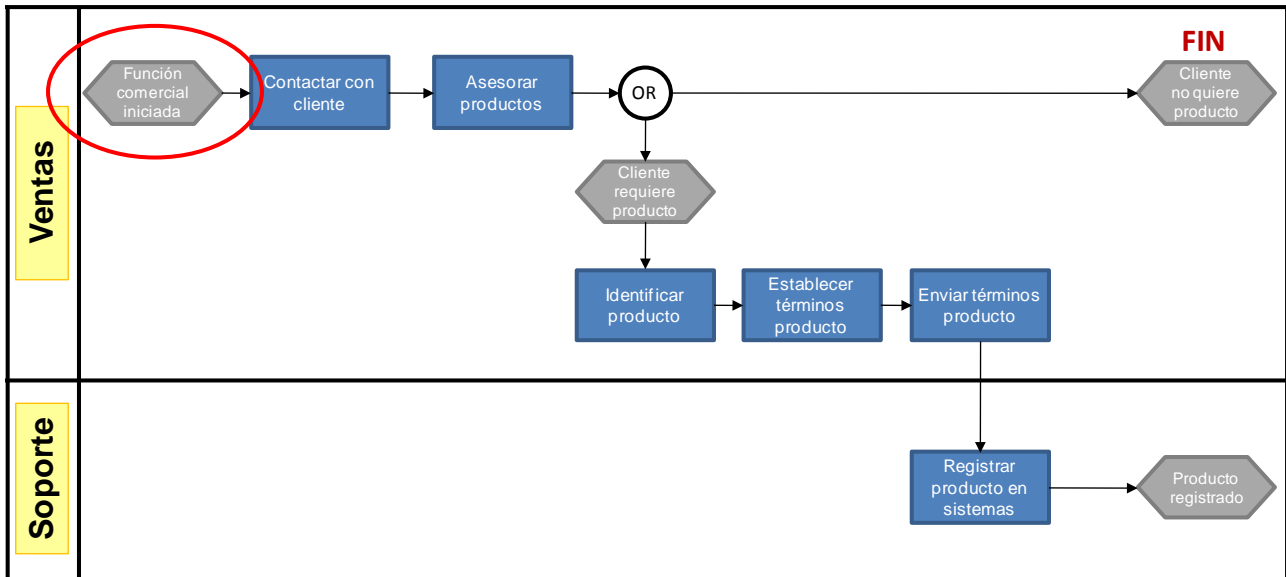 Ventas
Función
comercial
iniciada
Contactar con
cliente
Asesorar
productos
OR
FIN
Cliente
no quiere
producto
Cliente
requiere
producto
Identificar
producto
Establecer
términos
producto
Enviar términos
producto
Soporte
Registrar
producto en
sistemas
Producto
registrado